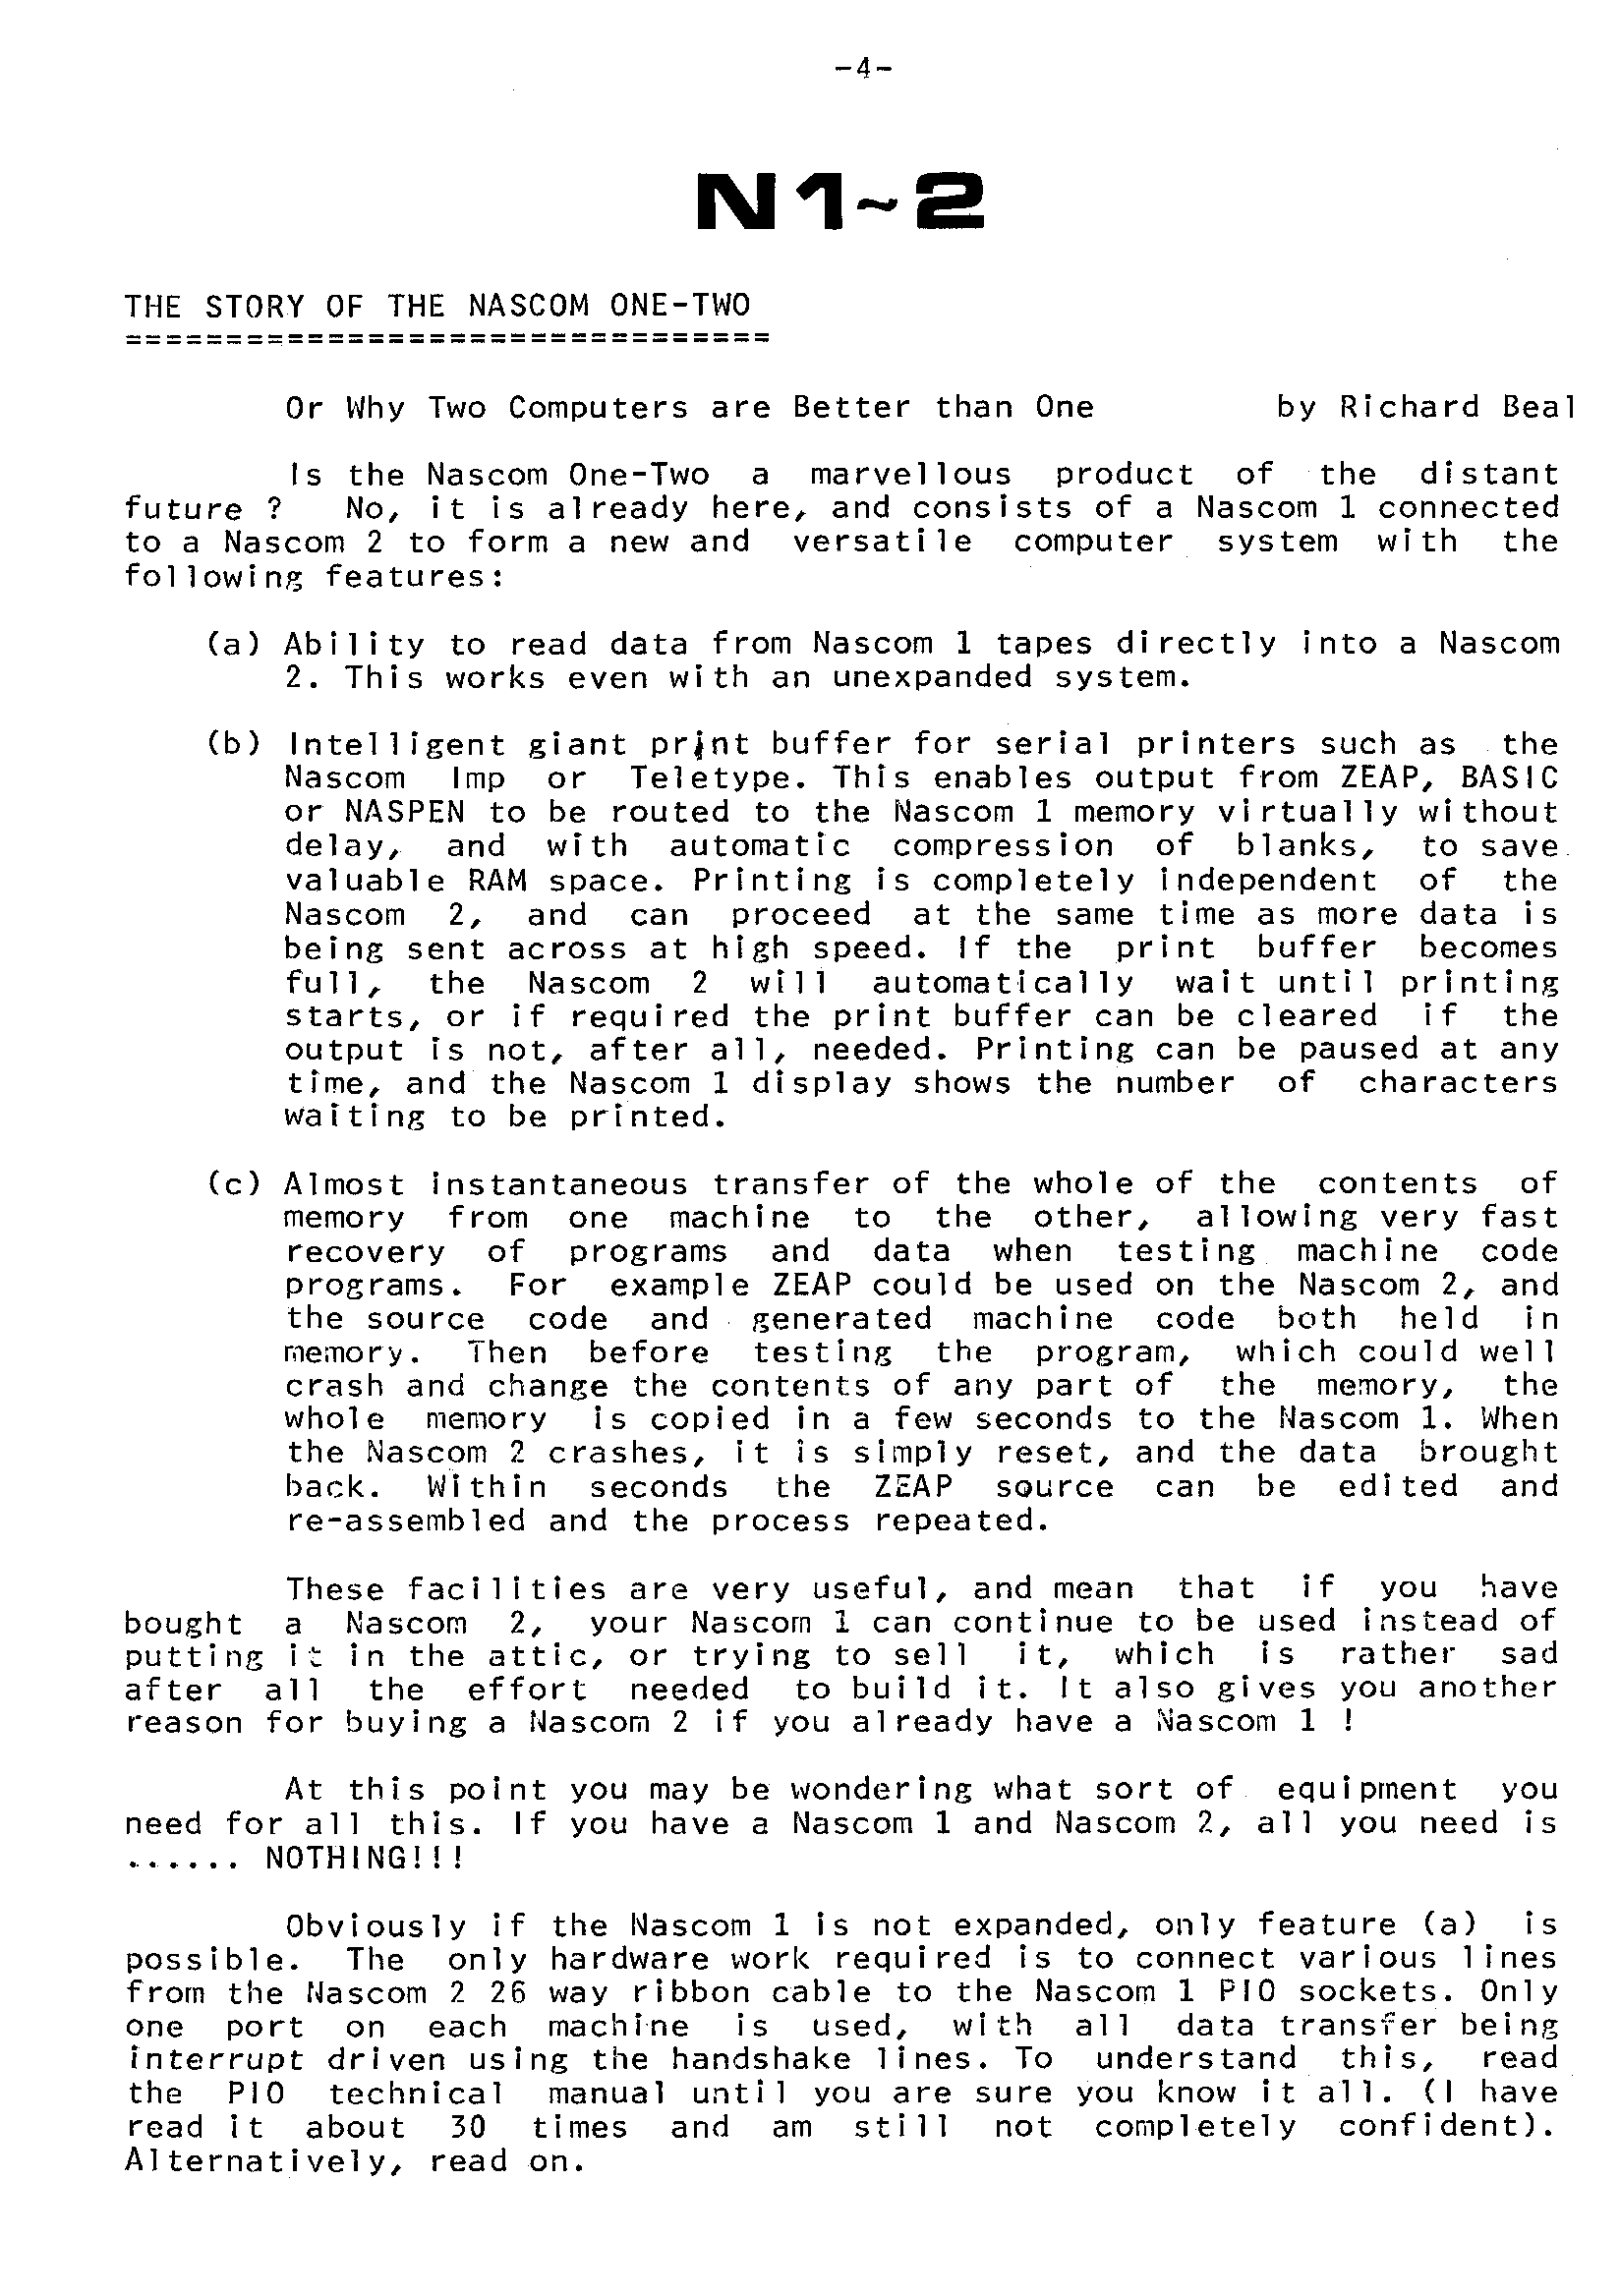 -4-
N1~2
THE STORY OF THE NASCOM ONE-TWO
================================
Or Why Two Computers are Better than One by Richard Beal
Is the Nascom One-Two a marvellous product of the distant
future ? No, it is already here, and consists of a Nascom 1 connected
to a Nascom 2 to form a new and versatile computer system with the
following features:
(a) Ability to read data from Nascom 1 tapes directly into a Nascom
2. This works even with an unexpanded system.
(b) Intelligent giant print buffer for serial printers such as the
Nascom Imp or Teletype. This enables output from ZEAP, BASIC
or NASPEN to be routed to the Nascom 1 memory virtually without
delay, and with automatic compression of blanks, to save
valuable RAM space. Printing is completely independent of the
Nascom 2, and can proceed at the same time as more data is
being sent across at high speed. If the print buffer becomes
full, the Nascom 2 will automatically wait until printing
starts, or if required the print buffer can be cleared if the
output is not, after all, needed. Printing can be paused at any
time, and the Nascom 1 display shows the number of characters
waiting to be printed.
(c) Almost instantaneous transfer of the whole of the contents of
memory from one machine to the other, allowing very fast
recovery of programs and data when testing machine code
programs. For example ZEAP could be used on the Nascom 2, and
the source code and generated machine code both held in
memory. Then before testing the program, which could well
crash and change the contents of any part of the memory, the
whole memory is copied in a few seconds to the Nascom 1. When
the Nascom 2 crashes, it is simply reset, and the data brought
back. Within seconds the ZEAP source can be edited and
re-assembled and the process repeated.
These facilities are very useful, and mean that if you have
bought a Nascom 2, your Nascom 1 can continue to be used instead of
putting it in the attic, or trying to sell it, which is rather sad
after all the effort needed to build it. It also gives you another
reason for buying a Nascom 2 if you already have a Nascom 1 !
At this point you may be wondering what sort of equipment you
need for all this. If you have a Nascom 1 and Nascom 2, all you need is
...... NOTHING!!!
Obviously if the Nascom 1 is not expanded, only feature (a) is
possible. The only hardware work required is to connect various lines
from the Nascom 2 26 way ribbon cable to the Nascom 1 PIO sockets. Only
one port on each machine is used, with all data transfer being
interrupt driven using the handshake lines. To understand this, read
the PIO technical manual until you are sure you know it all. (I have
read it about 30 times and am still not completely confident).
Alternatively, read on.